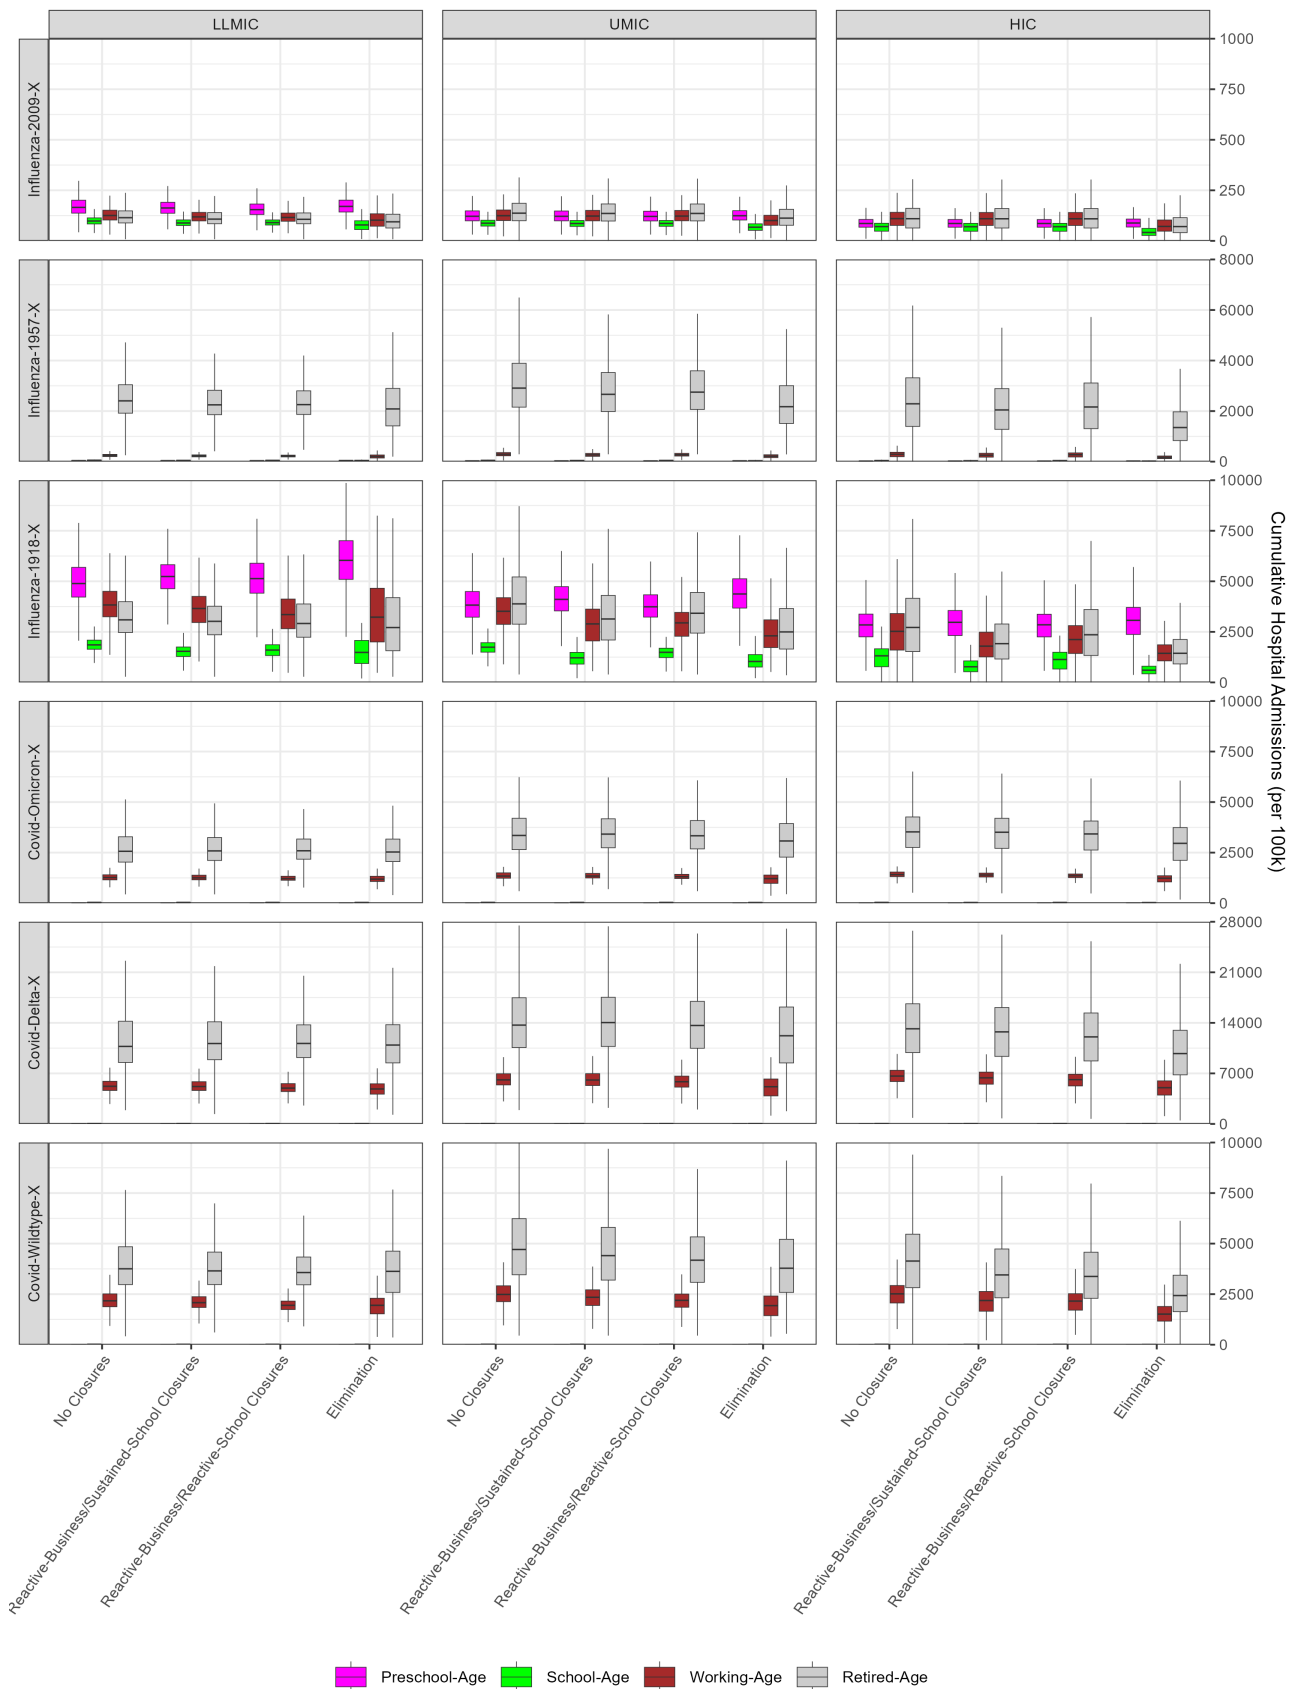 LLMIC
UMIC
HIC
Influenza-2009-X
1000
750
500
250
0
Influenza-1957-X
8000
6000
4000
2000
0
Influenza-1918-X
10000
7500
5000
2500
0
Covid-Omicron-X
10000
7500
5000
2500
0
Covid-Delta-X
28000
21000
14000
7000
0
Covid-Wildtype-X
10000
7500
5000
2500
0
Cumulative Hospital Admissions (per 100k)
No Closures
Reactive-Business/Sustained-School Closures
Reactive-Business/Reactive-School Closures
Elimination
No Closures
Reactive-Business/Sustained-School Closures
Reactive-Business/Reactive-School Closures
Elimination
No Closures
Reactive-Business/Sustained-School Closures
Reactive-Business/Reactive-School Closures
Elimination
Preschool-Age
School-Age
Working-Age
Retired-Age